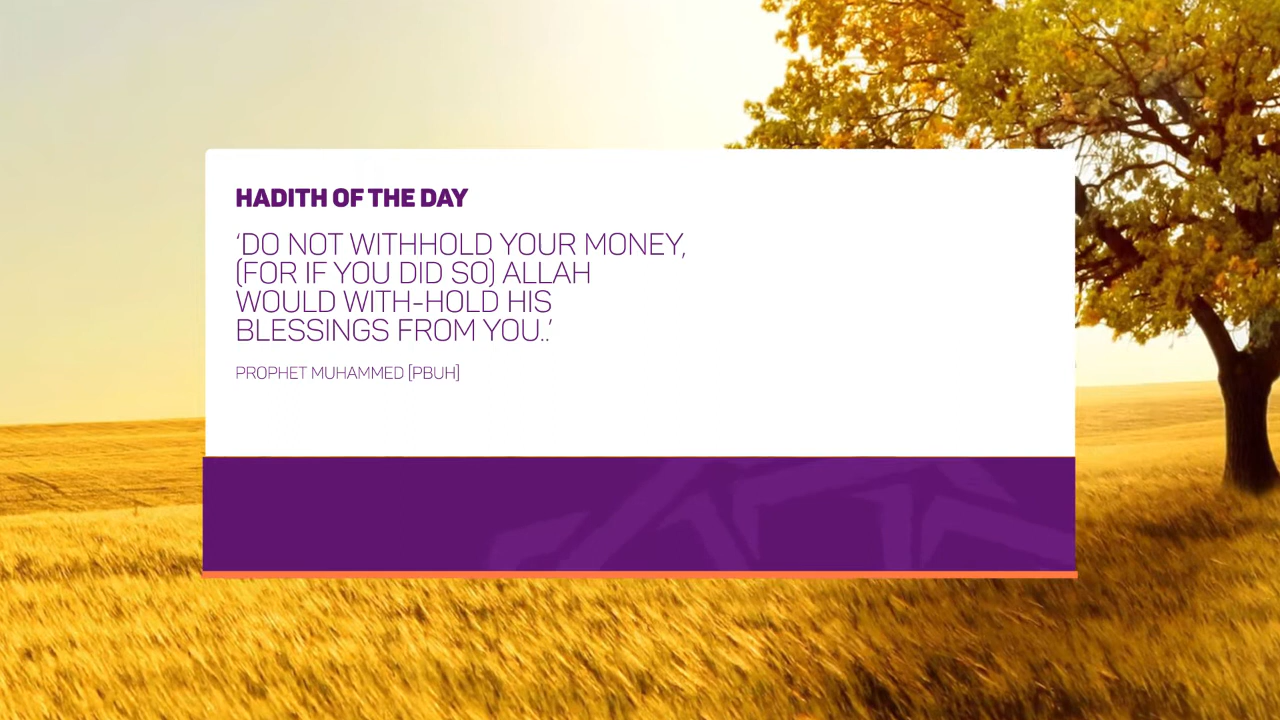 HADITH OF THE DAY
‘DO NOT WITHHOLD YOUR MONEY,
(FOR IF YOU DID SO) ALLAH
WOULD WITH-HOLD HIS
BLESSINGS FROM YOU..’
PROPHET MUHAMMED [PBUH]